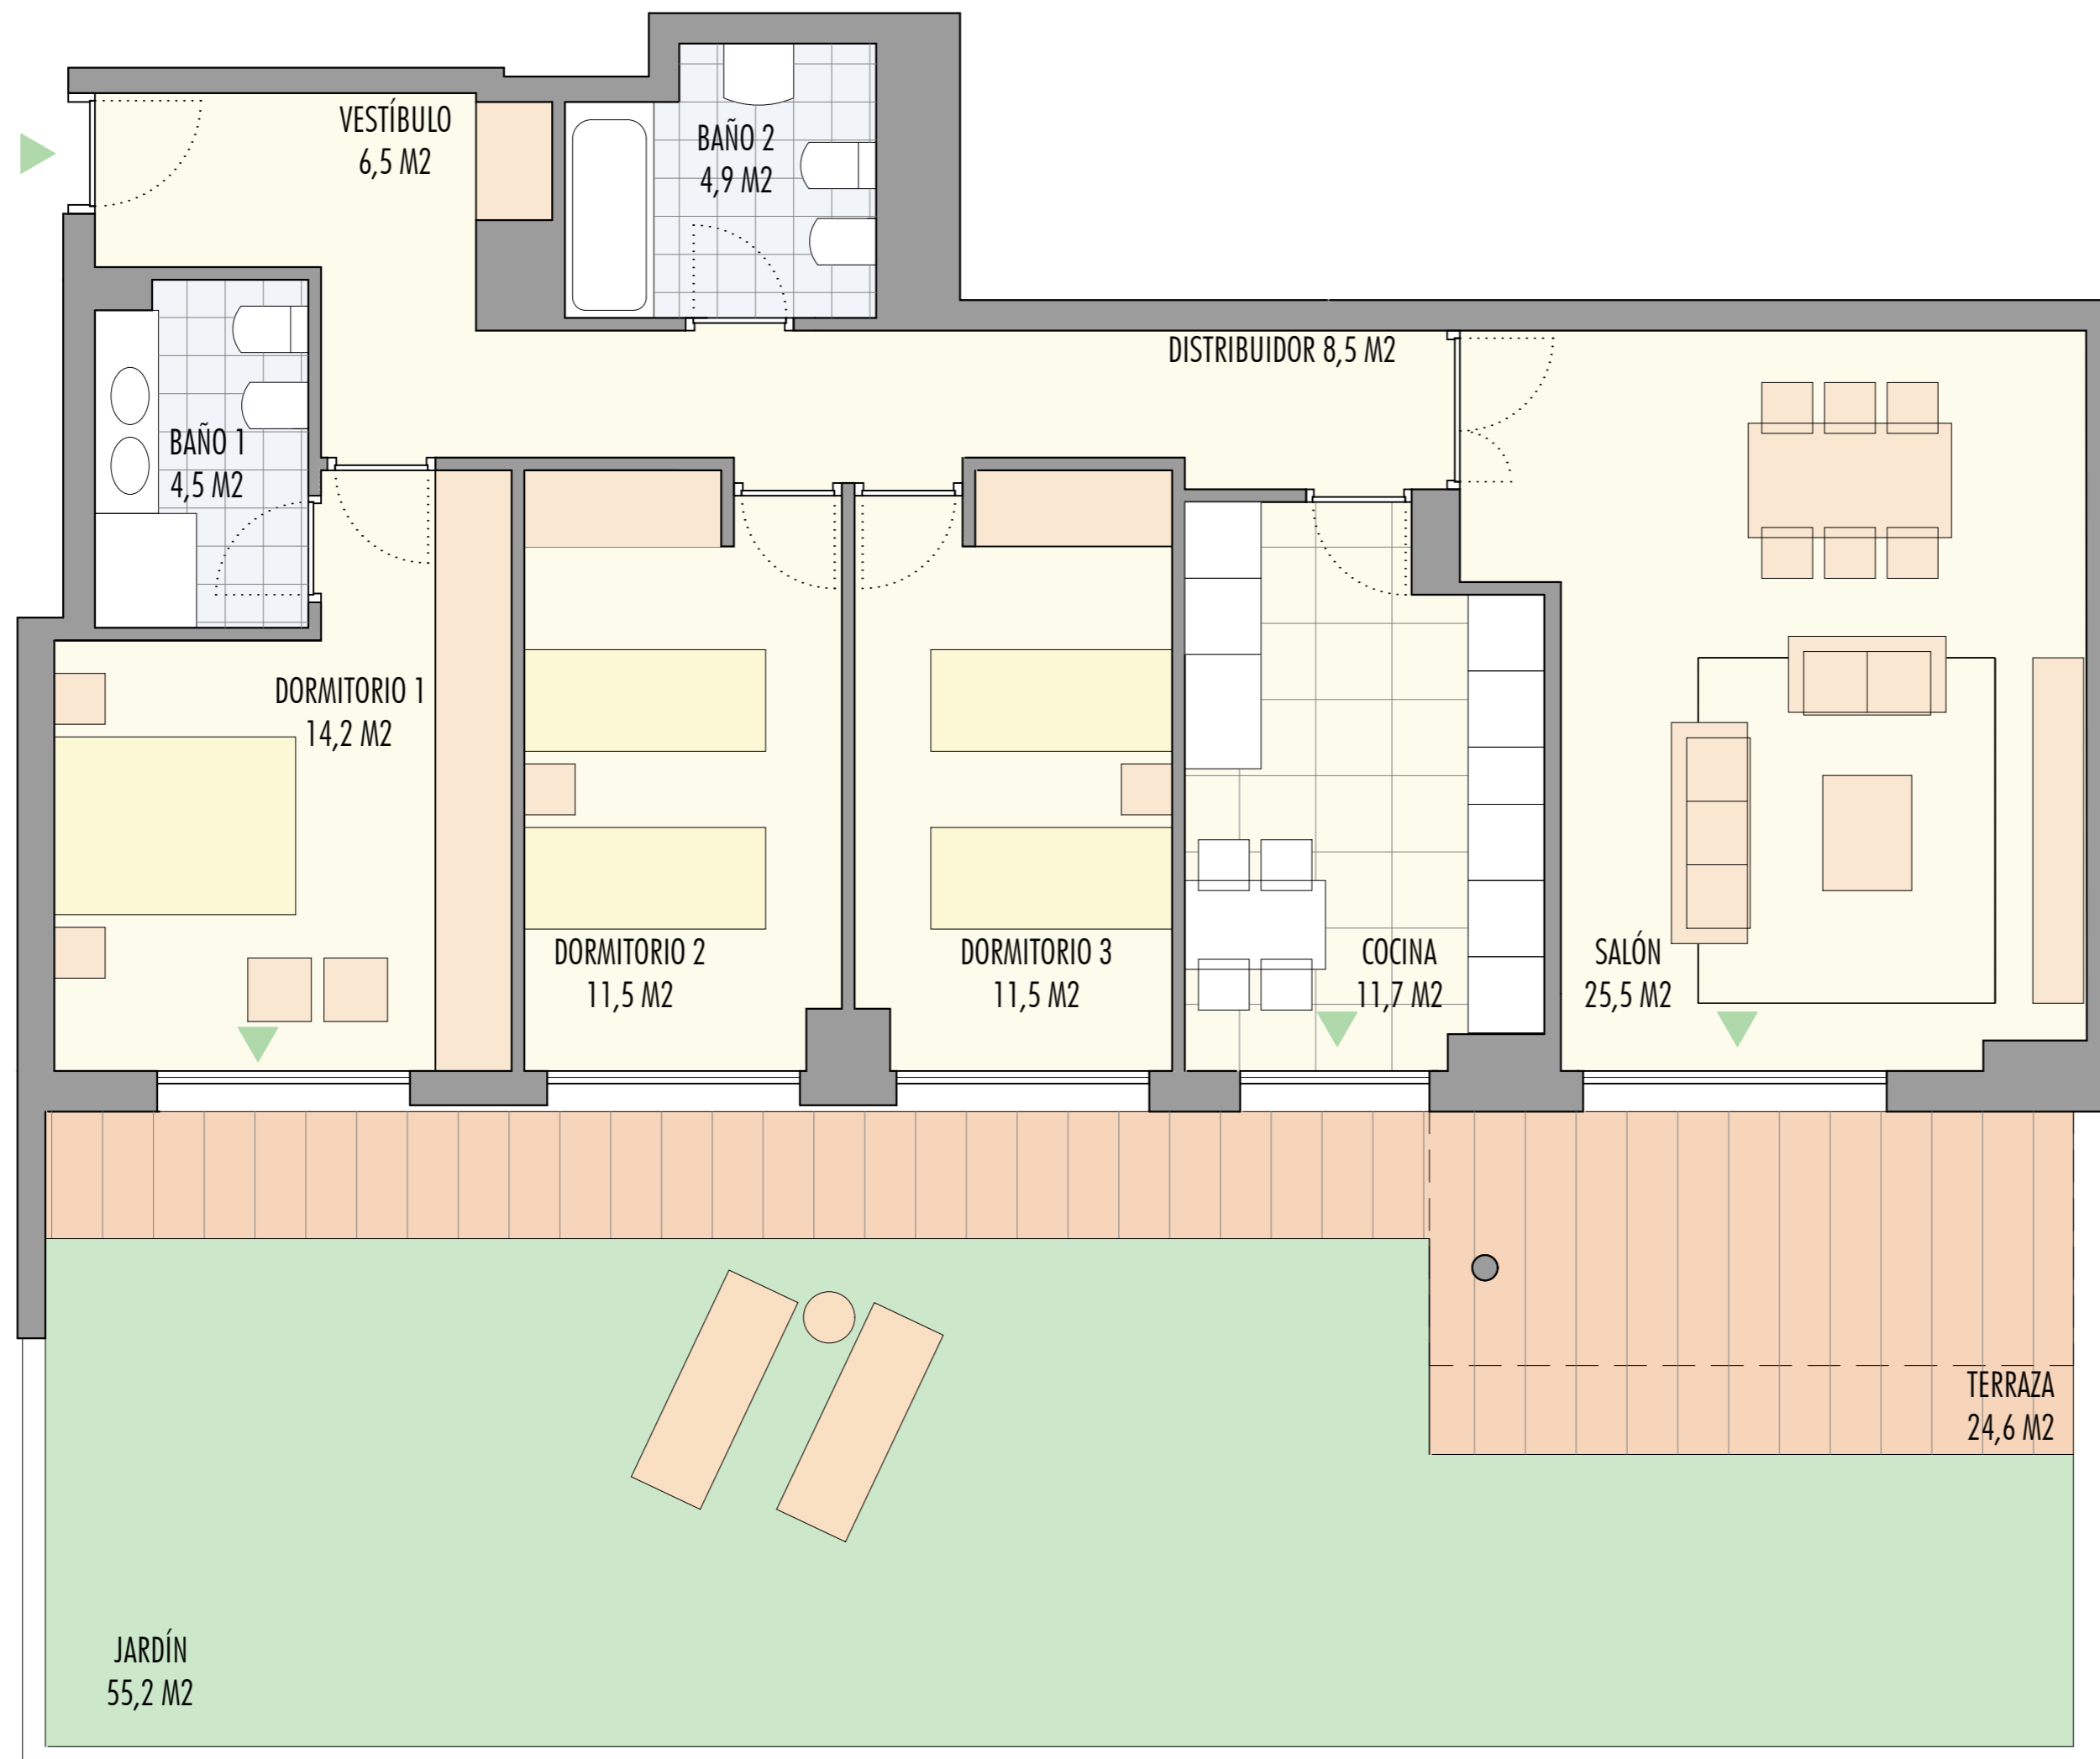 VESTÍBULO
6,5 M2
BAÑO 2
4,9 M2
DISTRIBUIDOR 8,5 M2
BAÑO 1
4,5 M2
DORMITORIO 1
14,2 M2
DORMITORIO 2
11,5 M2
DORMITORIO 3
11,5 M2
COCINA
11,7 M2
SALÓN
25,5 M2
TERRAZA
24,6 M2
JARDÍN
55,2 M2